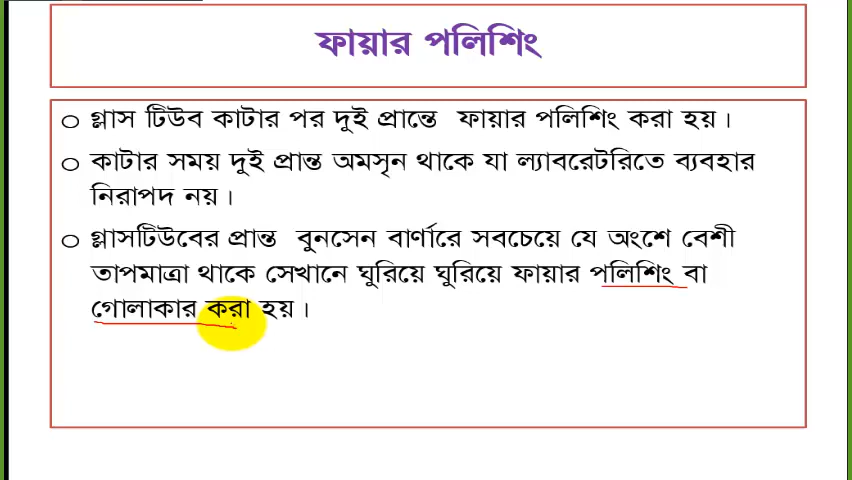 ফায়ার পলিশিং
গ্লাস টিউব কাটার পর দুই প্রান্তে ফায়ার পলিশিং করা হয়।
কাটার সময় দুই প্রান্ত অমসৃন থাকে যা ল্যাবরেটরিতে ব্যবহার
নিরাপদ নয়।
গ্লাসটিউবের প্রান্ত বুনসেন বার্ণারে সবচেয়ে যে অংশে বেশী
তাপমাত্রা থাকে সেখানে ঘুরিয়ে ঘুরিয়ে ফায়ার পলিশিং বা
গোলাকার করা হয়।